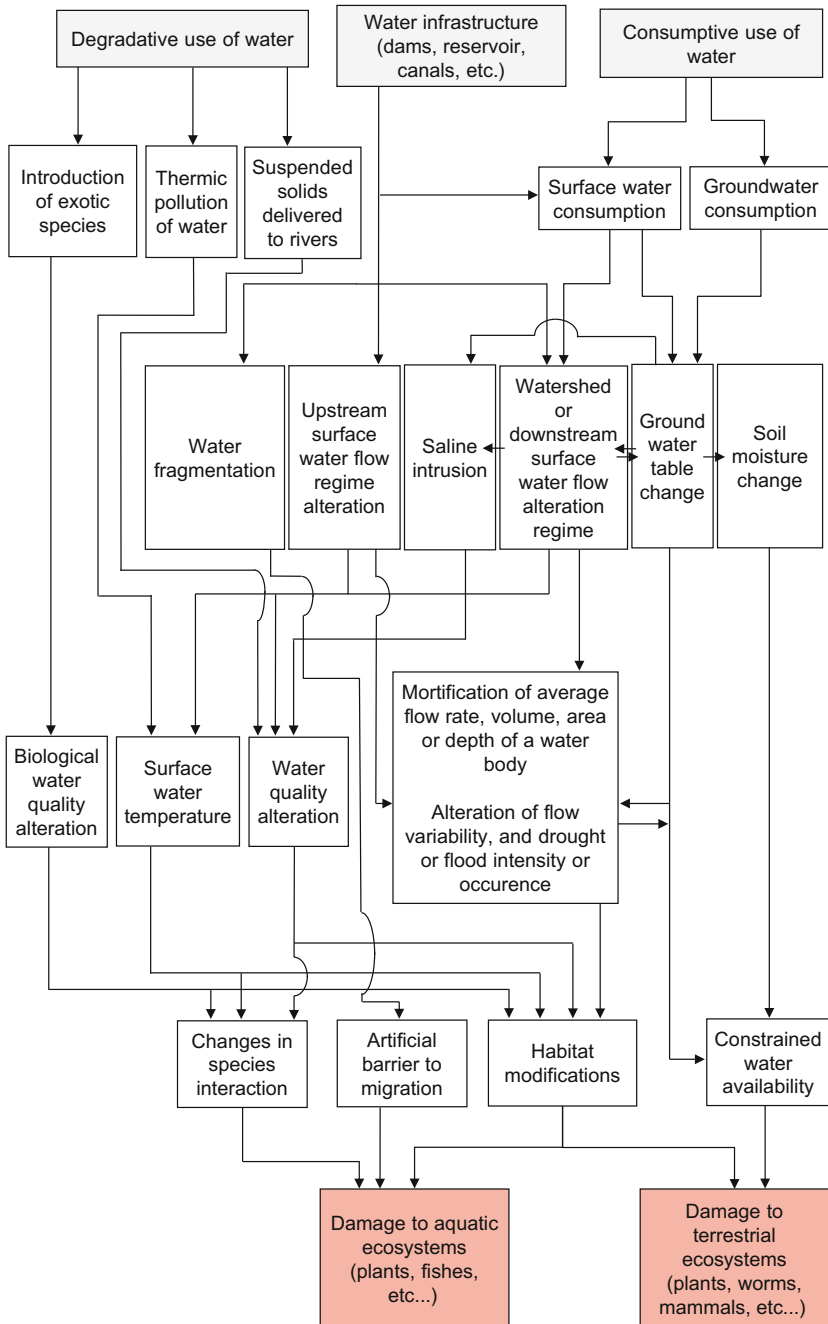 Degradative use of water
Water infrastructure
(dams, reservoir,
canals, etc.)
Consumptive use of
water
Introduction
of exotic
species
Thermic
pollution
of water
Suspended
solids
delivered
to rivers
Surface water
consumption
Groundwater
consumption
Water
fragmentation
Upstream
surface
water flow
regime
alteration
Saline
intrusion
Watershed
or
downstream
surface
water flow
alteration
regime
Ground
water
table
change
Soil
moisture
change
Mortification of average
flow rate, volume, area
or depth of a water
body
Alteration of flow
variability, and drought
or flood intensity or
occurence
Biological
water
quality
alteration
Surface
water
temperature
Water
quality
alteration
Changes in
species
interaction
Artificial
barrier to
migration
Habitat
modifications
Constrained
water
availability
Damage to aquatic
ecosystems
(plants, fishes,
etc...)
Damage to
terrestrial
ecosystems
(plants, worms,
mammals, etc...)